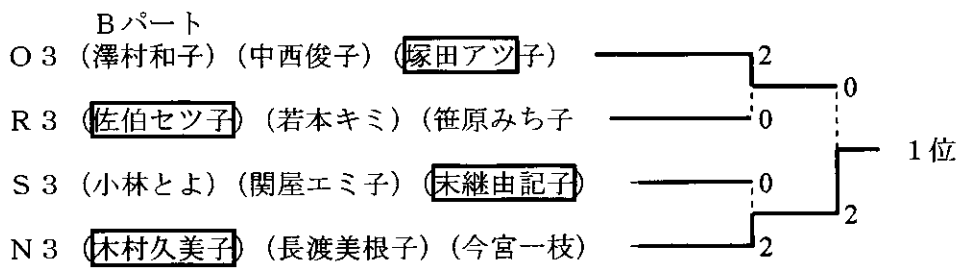 Bパート
O3 (澤村和子) (中西俊子) (塚田アツ子) 2
0
R3 (佐伯セツ子) (若本キミ) (笹原みち子 0
1位
S3 (小林とよ) (関屋エミ子) (末継由記子) 0
2
N3 (木村久美子) (長渡美根子) (今宮一枝) 2